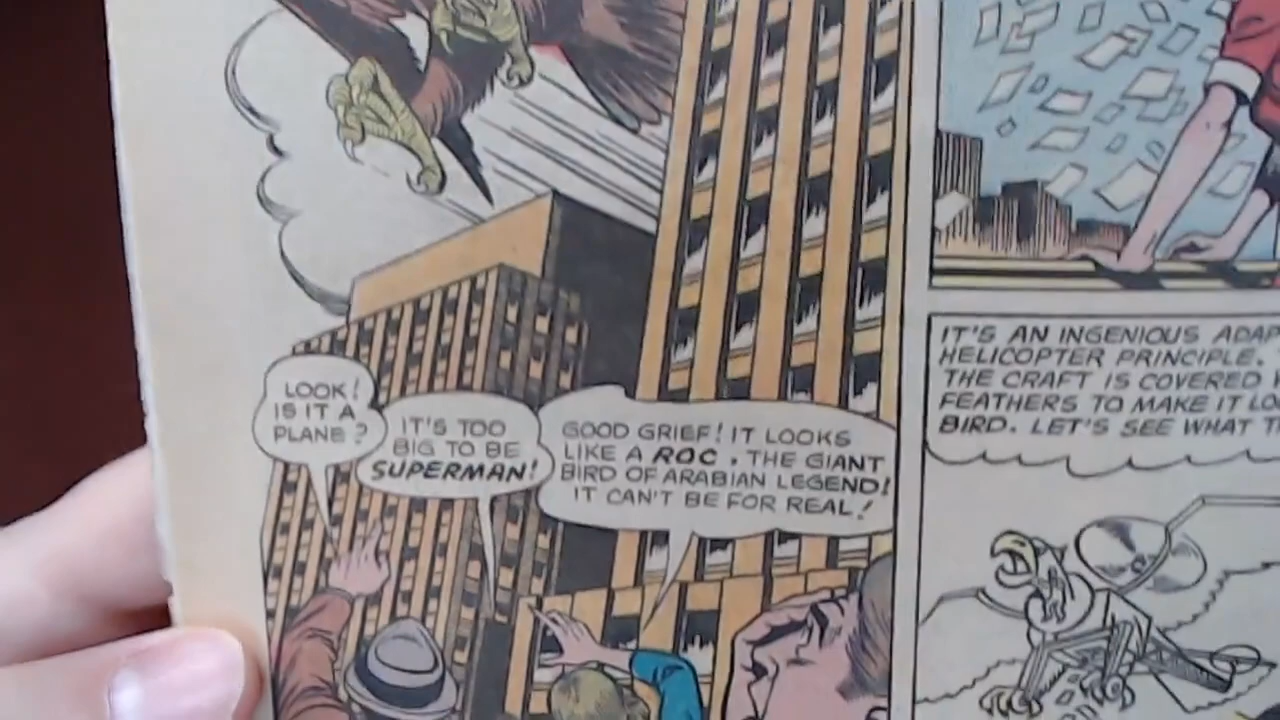 LOOK!
IS IT A
PLANE?
IT'S TOO
BIG TO BE
SUPERMAN!
GOOD GRIEF! IT LOOKS
LIKE A ROC, THE GIANT
BIRD OF ARABIAN LEGEND!
IT CAN'T BE FOR REAL!
IT'S AN INGENIOUS
HELICOPTER PRINCIPLE.
THE CRAFT IS COVERED
FEATHERS TO MAKE IT
BIRD. LET'S SEE WHAT